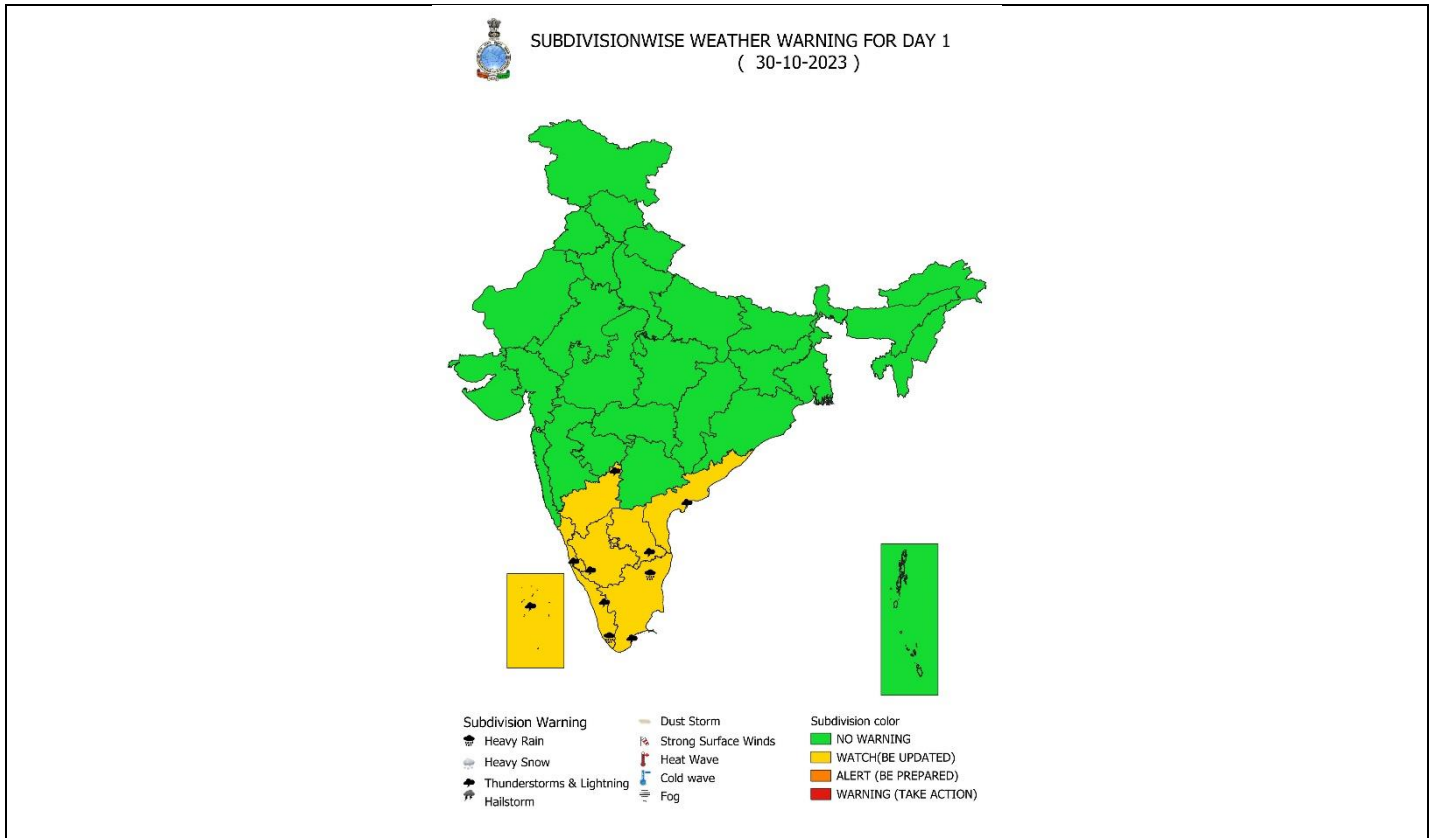 SUBDIVISIONWISE WEATHER WARNING FOR DAY 1
( 30-10-2023 )
Subdivision Warning
Heavy Rain
Heavy Snow
Thunderstorms & Lightning
Hailstorm
Dust Storm
Strong Surface Winds
Heat Wave
Cold wave
Fog
Subdivision color
NO WARNING
WATCH(BE UPDATED)
ALERT (BE PREPARED)
WARNING (TAKE ACTION)